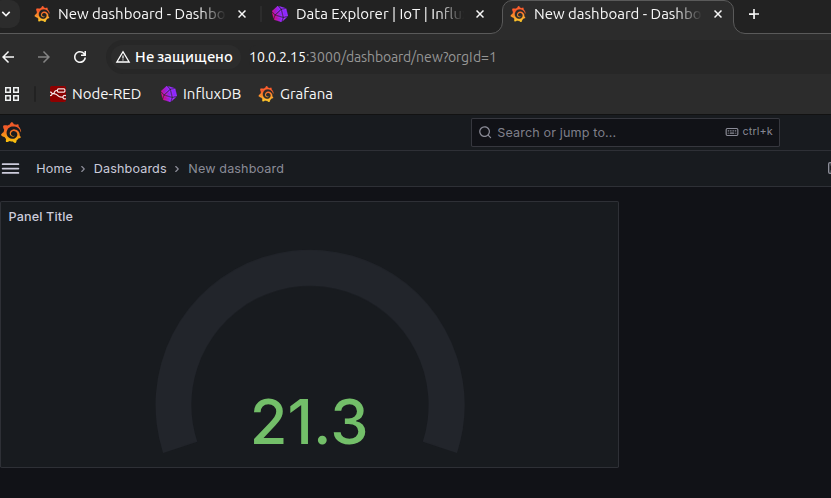 New dashboard - Dashbo
Data Explorer | IoT | Influ
New dashboard - Dashbo
Не защищено
10.0.2.15:3000/dashboard/new?orgId=1
Node-RED
InfluxDB
Grafana
Search or jump to...
ctrl+k
Home › Dashboards › New dashboard
Panel Title
21.3